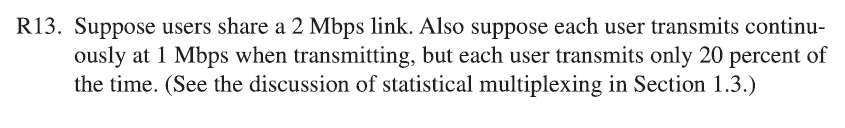 R13. Suppose users share a 2 Mbps link. Also suppose each user transmits continu-
ously at 1 Mbps when transmitting, but each user transmits only 20 percent of
the time. (See the discussion of statistical multiplexing in Section 1.3.)